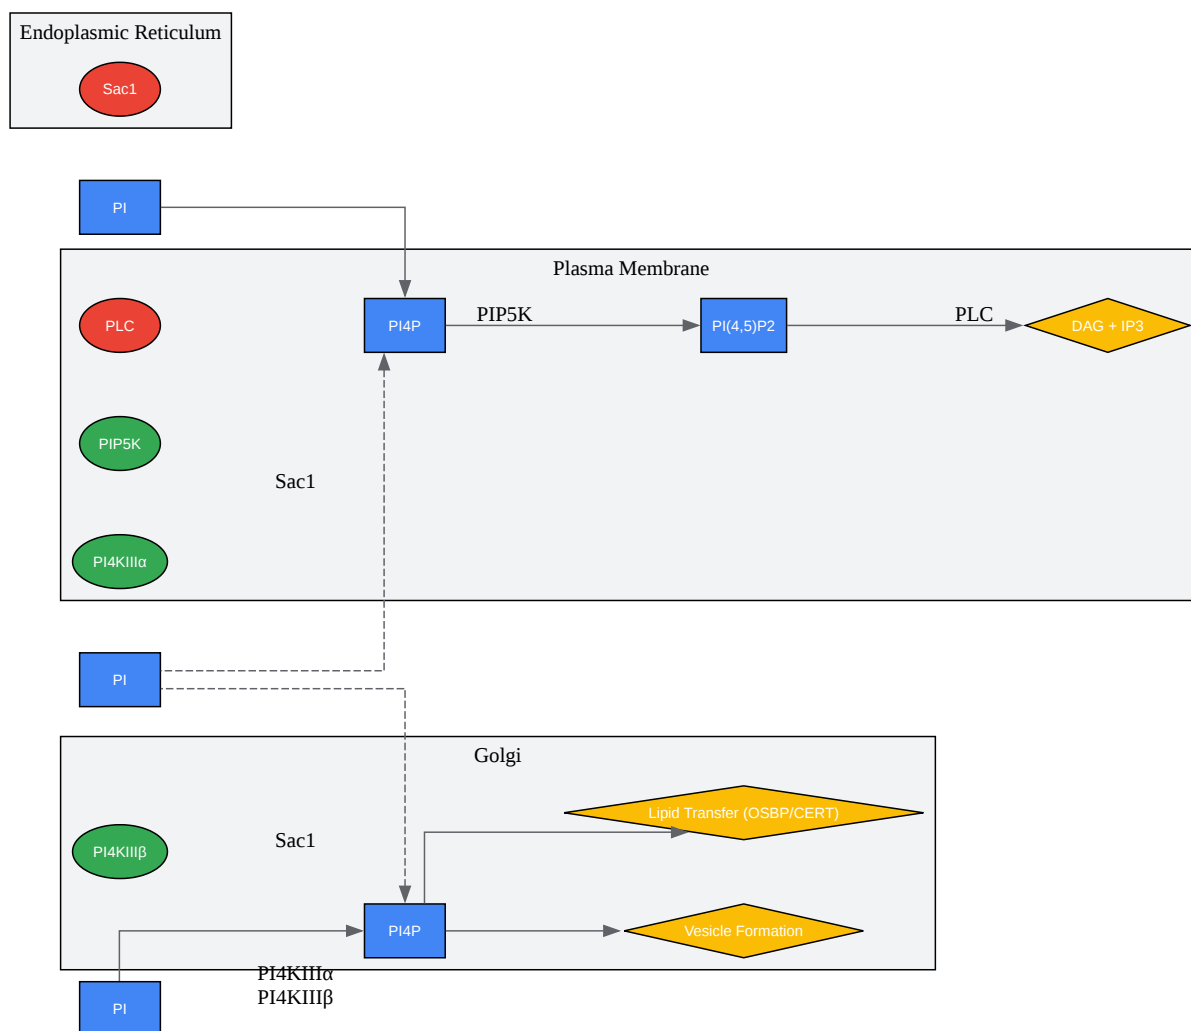 Endoplasmic Reticulum
Sac1
PI
Plasma Membrane
PLC
PI4P
PIP5K
PI(4,5)P2
PLC
DAG + IP3
PIP5K
Sac1
PI4KIIIα
PI
Golgi
Lipid Transfer (OSBP/CERT)
Sac1
PI4KIIIβ
PI4P
Vesicle Formation
PI4KIIIα
PI4KIIIβ
PI